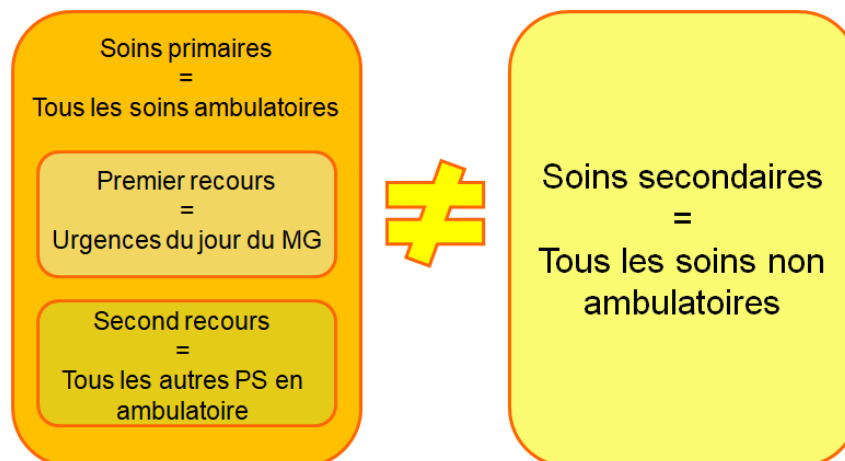 Soins primaires
=
Tous les soins ambulatoires
Premier recours
=
Urgences du jour du MG
Second recours
=
Tous les autres PS en
ambulatoire
≠
Soins secondaires
=
Tous les soins non
ambulatoires